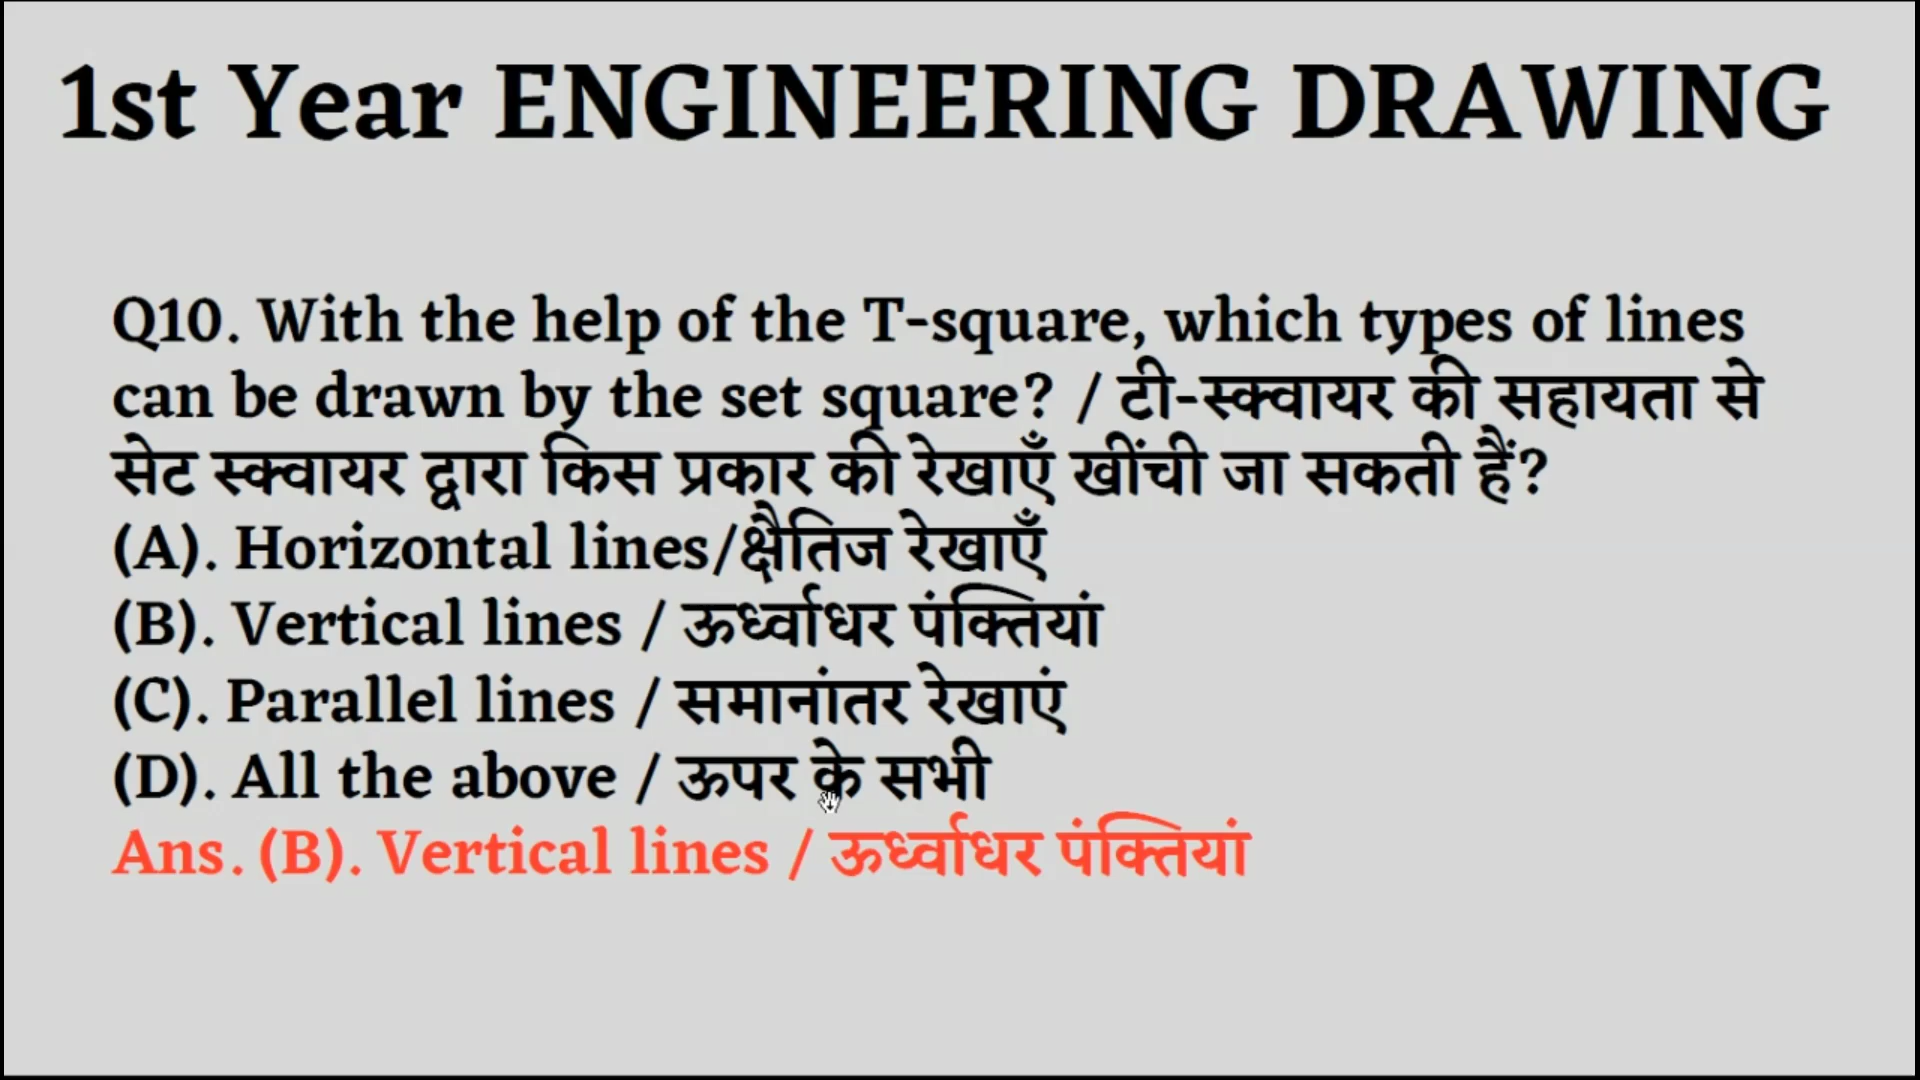 1st Year ENGINEERING DRAWING
Q10. With the help of the T-square, which types of lines
can be drawn by the set square? / टी-स्क्वायर की सहायता से
सेट स्क्वायर द्वारा किस प्रकार की रेखाएँ खींची जा सकती हैं?
(A). Horizontal lines/क्षैतिज रेखाएँ
(B). Vertical lines / ऊर्ध्वाधर पंक्तियां
(C). Parallel lines / समानांतर रेखाएं
(D). All the above / ऊपर के सभी
Ans. (B). Vertical lines / ऊर्ध्वाधर पंक्तियां